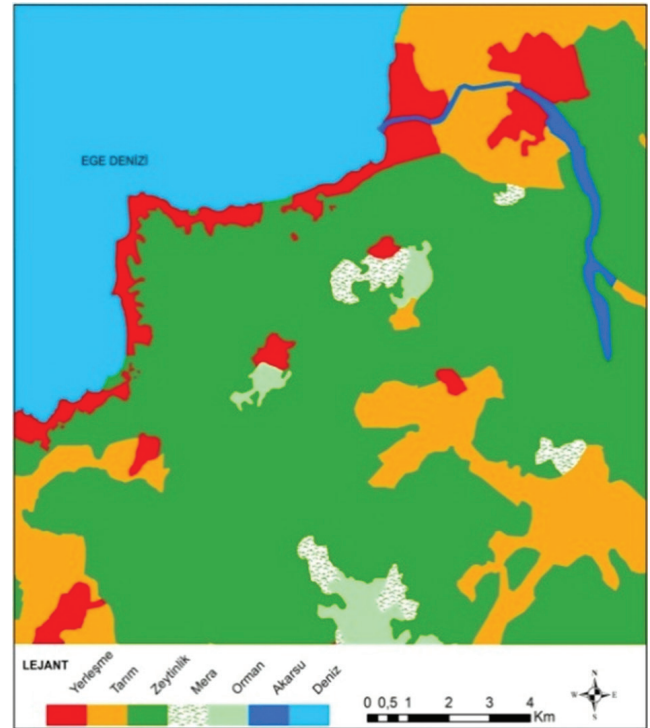 EGE DENİZİ
LEJANT
Yerleşme
Tarım
Zeytinlik
Mera
Orman
Akarsu
Deniz
0 0,5 1 2 3 4
Km
N
W E
S